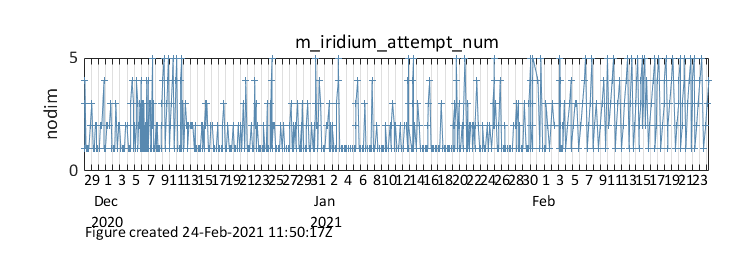 m_iridium_attempt_num
5
nodim
0
29 1 3 5 7 9 11 13 15 17 19 21 23 25 27 29 31 2 4 6 8 10 12 14 16 18 20 22 24 26 28 30 1 3 5 7 9 11 13 15 17 19 21 23
Dec Jan Feb
2020 2021
Figure created 24-Feb-2021 11:50:17Z